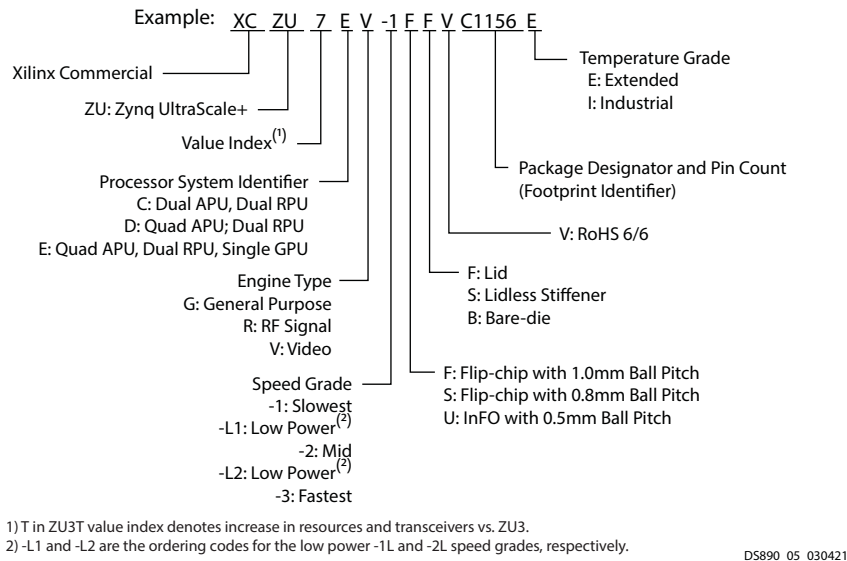 Example: XC ZU 7 E V -1 F F V C1156 E
Xilinx Commercial
ZU: Zynq UltraScale+
Value Index(1)
Processor System Identifier
C: Dual APU, Dual RPU
D: Quad APU; Dual RPU
E: Quad APU, Dual RPU, Single GPU
Engine Type
G: General Purpose
R: RF Signal
V: Video
Speed Grade
-1: Slowest
-L1: Low Power(2)
-2: Mid
-L2: Low Power(2)
-3: Fastest
Temperature Grade
E: Extended
I: Industrial
Package Designator and Pin Count
(Footprint Identifier)
V: RoHS 6/6
F: Lid
S: Lidless Stiffener
B: Bare-die
F: Flip-chip with 1.0mm Ball Pitch
S: Flip-chip with 0.8mm Ball Pitch
U: InFO with 0.5mm Ball Pitch
1) T in ZU3T value index denotes increase in resources and transceivers vs. ZU3.
2) -L1 and -L2 are the ordering codes for the low power -1L and -2L speed grades, respectively.
DS890_05_030421